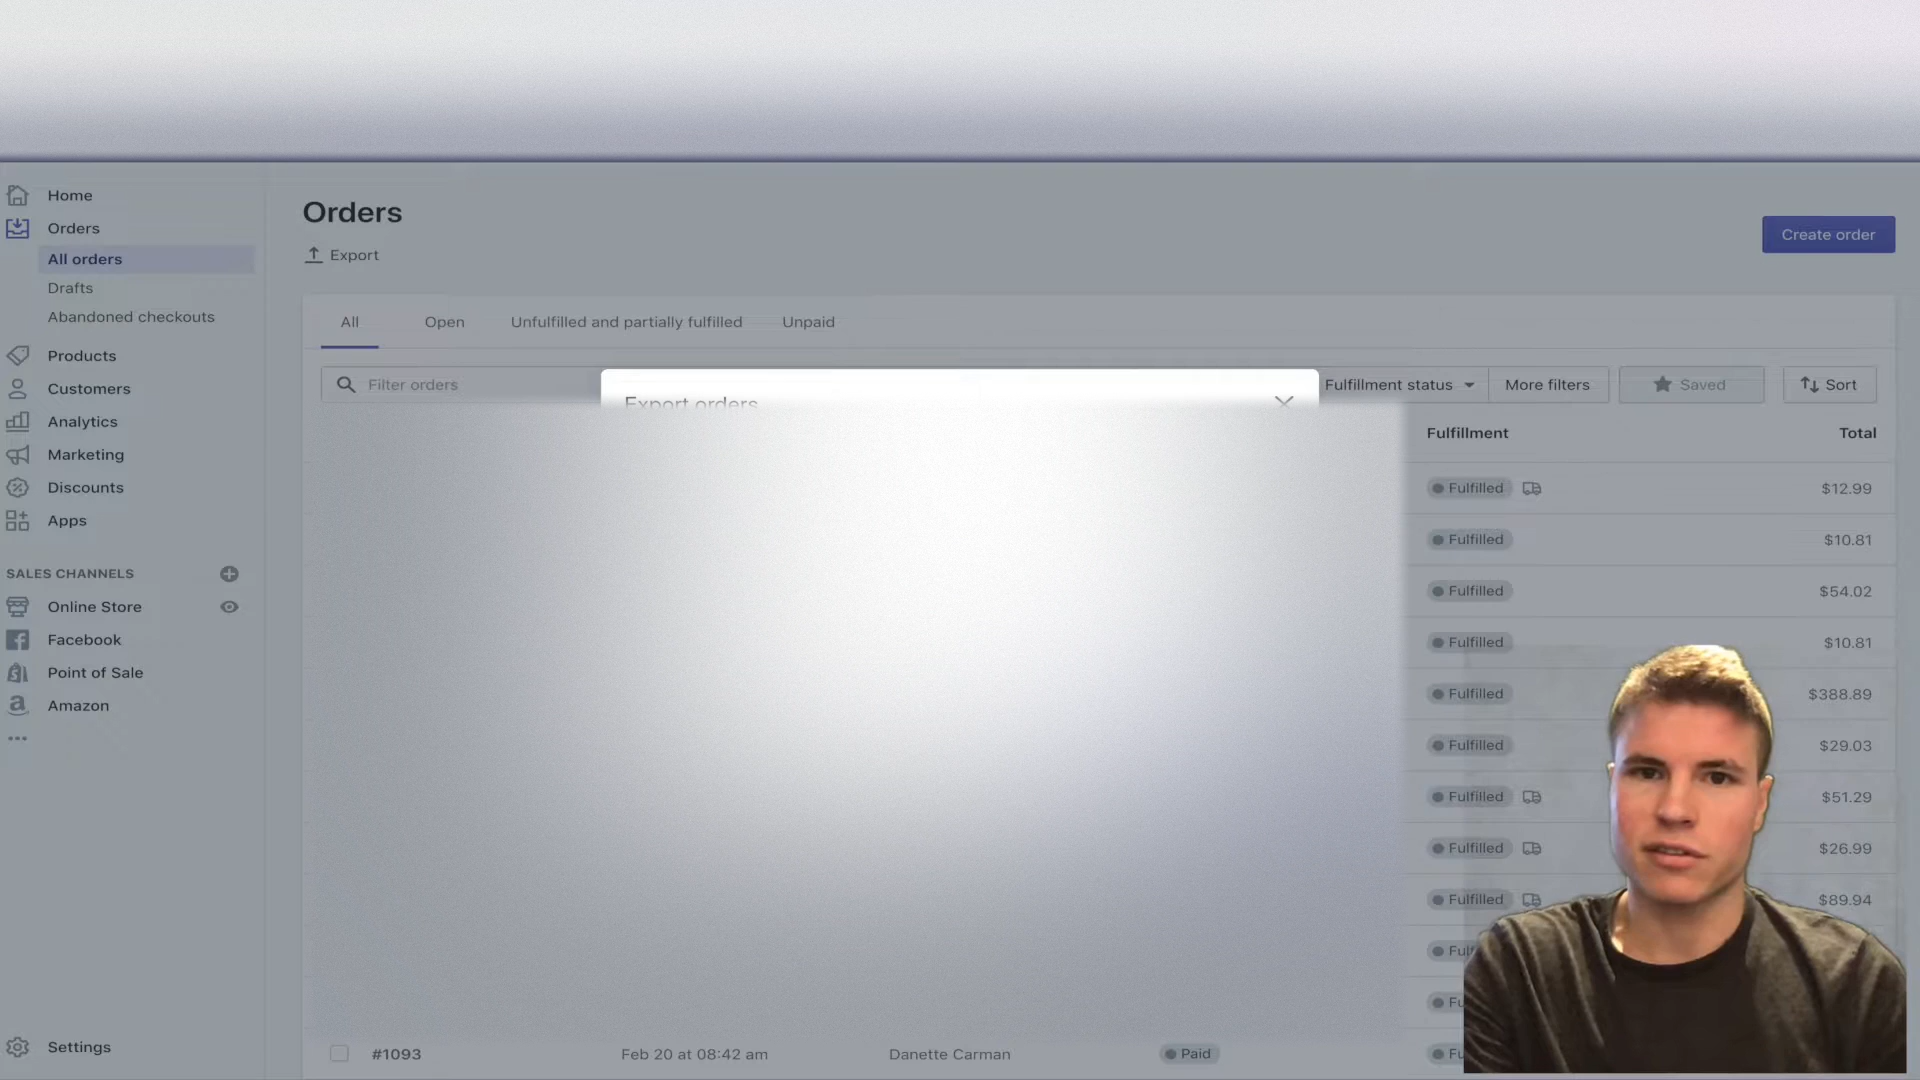 Home
Orders
All orders
Drafts
Abandoned checkouts
Products
Customers
Analytics
Marketing
Discounts
Apps
SALES CHANNELS
Online Store
Facebook
Point of Sale
Amazon
Settings
Orders
Export
Create order
All Open Unfulfilled and partially fulfilled Unpaid
Filter orders Fulfillment status More filters Saved Sort
Export orders
Fulfillment Total
Fulfilled $12.99
Fulfilled $10.81
Fulfilled $54.02
Fulfilled $10.81
Fulfilled $388.89
Fulfilled $29.03
Fulfilled $51.29
Fulfilled $26.99
Fulfilled $89.94
#1093 Feb 20 at 08:42 am Danette Carman Paid